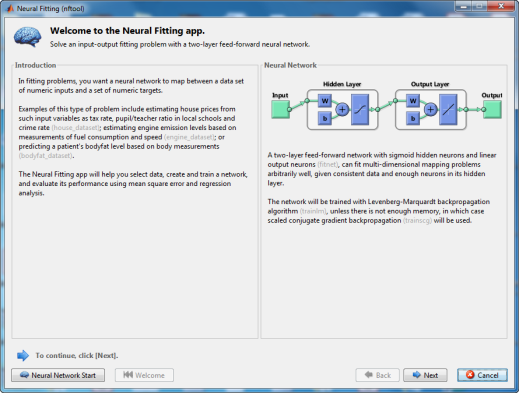 Neural Fitting (nftool)
Welcome to the Neural Fitting app.
Solve an input-output fitting problem with a two-layer feed-forward neural network.
Introduction
In fitting problems, you want a neural network to map between a data set
of numeric inputs and a set of numeric targets.
Examples of this type of problem include estimating house prices from
such input variables as tax rate, pupil/teacher ratio in local schools and
crime rate (house_dataset); estimating engine emission levels based on
measurements of fuel consumption and speed (engine_dataset); or
predicting a patient's bodyfat level based on body measurements
(bodyfat_dataset).
The Neural Fitting app will help you select data, create and train a network,
and evaluate its performance using mean square error and regression
analysis.
Neural Network
Hidden Layer
Output Layer
Input
Output
W
b
+
W
b
+
A two-layer feed-forward network with sigmoid hidden neurons and linear
output neurons (fitnet), can fit multi-dimensional mapping problems
arbitrarily well, given consistent data and enough neurons in its hidden
layer.
The network will be trained with Levenberg-Marquardt backpropagation
algorithm (trainlm), unless there is not enough memory, in which case
scaled conjugate gradient backpropagation (trainscg) will be used.
To continue, click [Next].
Neural Network Start
Welcome
Back
Next
Cancel